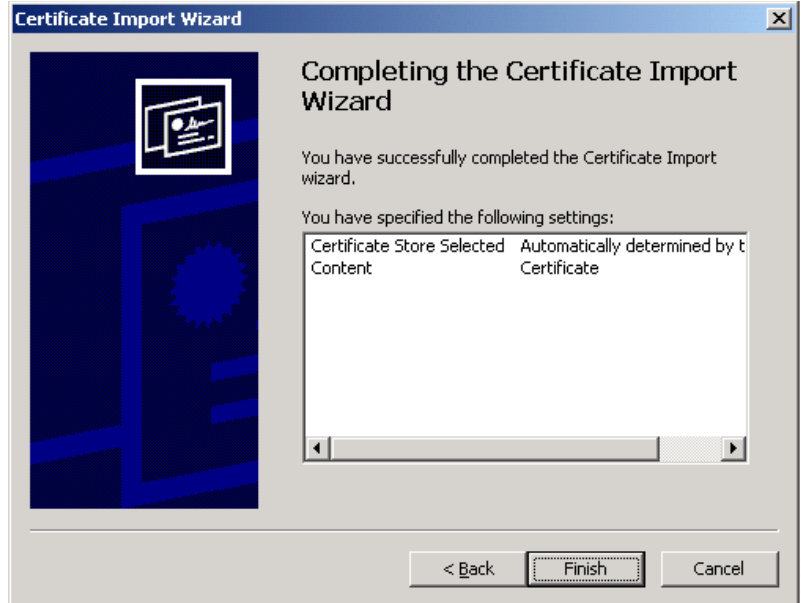 Certificate Import Wizard
Completing the Certificate Import
Wizard
You have successfully completed the Certificate Import
wizard.
You have specified the following settings:
Certificate Store Selected Automatically determined by t
Content Certificate
< Back Finish Cancel